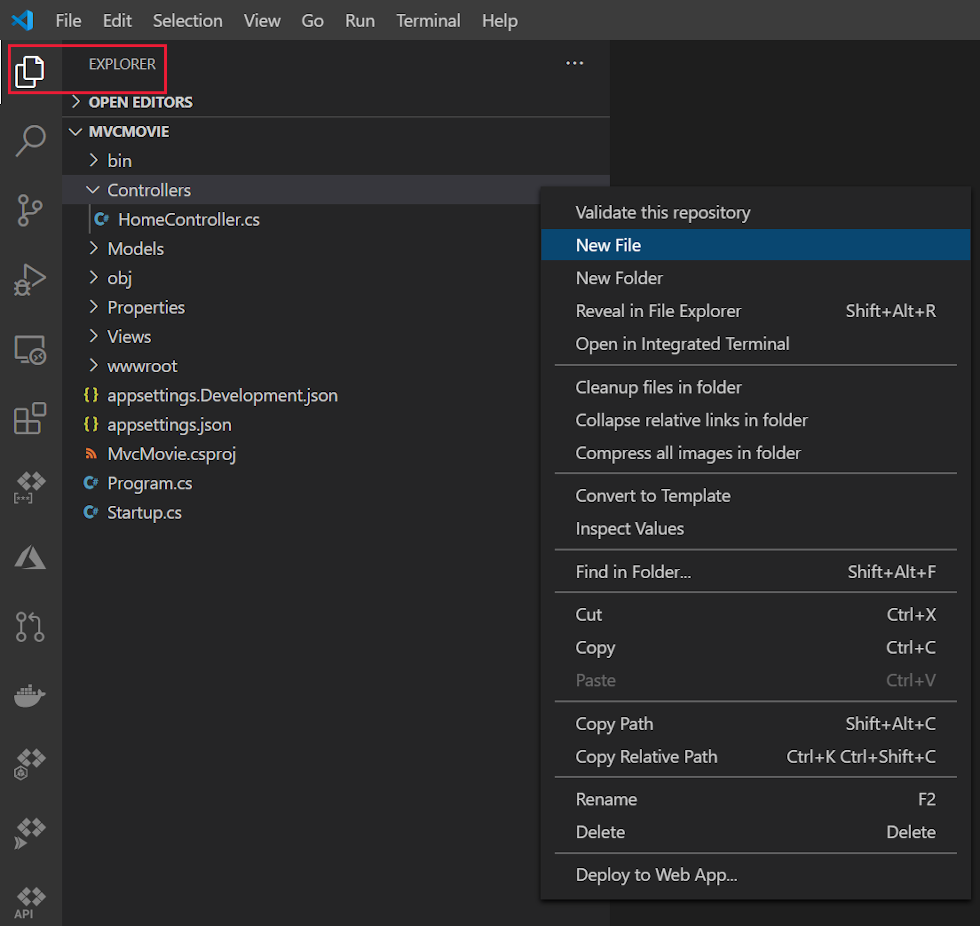 File Edit Selection View Go Run Terminal Help
EXPLORER ...
OPEN EDITORS
MVCMOVIE
bin
Controllers
HomeController.cs
Models
obj
Properties
Views
wwwroot
{} appsettings.Development.json
{} appsettings.json
MvcMovie.csproj
C# Program.cs
C# Startup.cs
Validate this repository
New File
New Folder
Reveal in File Explorer Shift+Alt+R
Open in Integrated Terminal
Cleanup files in folder
Collapse relative links in folder
Compress all images in folder
Convert to Template
Inspect Values
Find in Folder... Shift+Alt+F
Cut Ctrl+X
Copy Ctrl+C
Paste Ctrl+V
Copy Path Shift+Alt+C
Copy Relative Path Ctrl+K Ctrl+Shift+C
Rename F2
Delete Delete
Deploy to Web App...
API